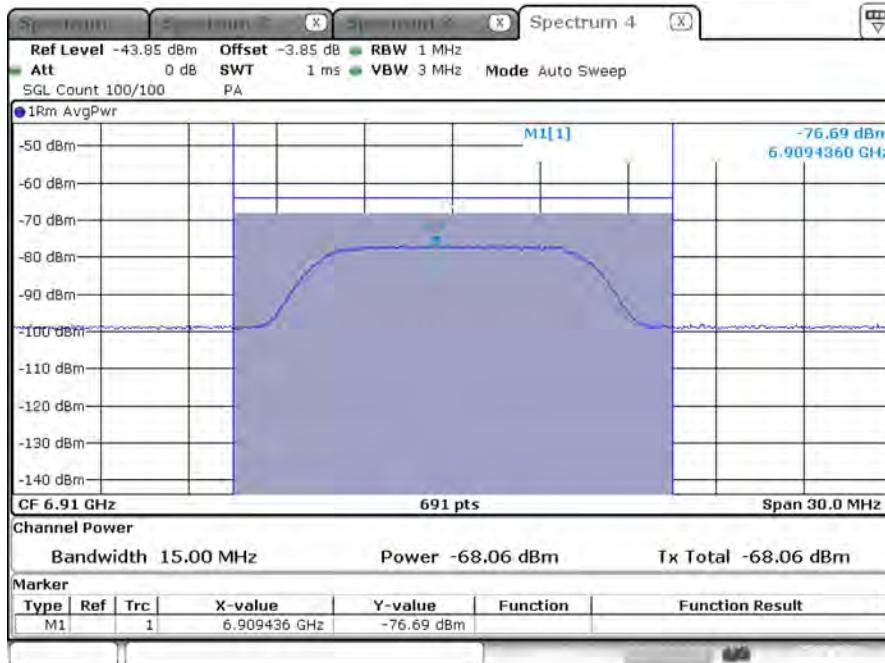 Spectrum 4
Ref Level -43.85 dBm Offset -3.85 dB RBW 1 MHz
Att 0 dB SWT 1 ms VBW 3 MHz Mode Auto Sweep
SGL Count 100/100 PA
1Rm AvgPwr
M1[1] -76.69 dBm
6.9094360 GHz
-50 dBm
-60 dBm
-70 dBm
-80 dBm
-90 dBm
-100 dBm
-110 dBm
-120 dBm
-130 dBm
-140 dBm
CF 6.91 GHz 691 pts Span 30.0 MHz
Channel Power
Bandwidth 15.00 MHz Power -68.06 dBm Tx Total -68.06 dBm
Marker
Type Ref Trc X-value Y-value Function Function Result
M1 1 6.909436 GHz -76.69 dBm